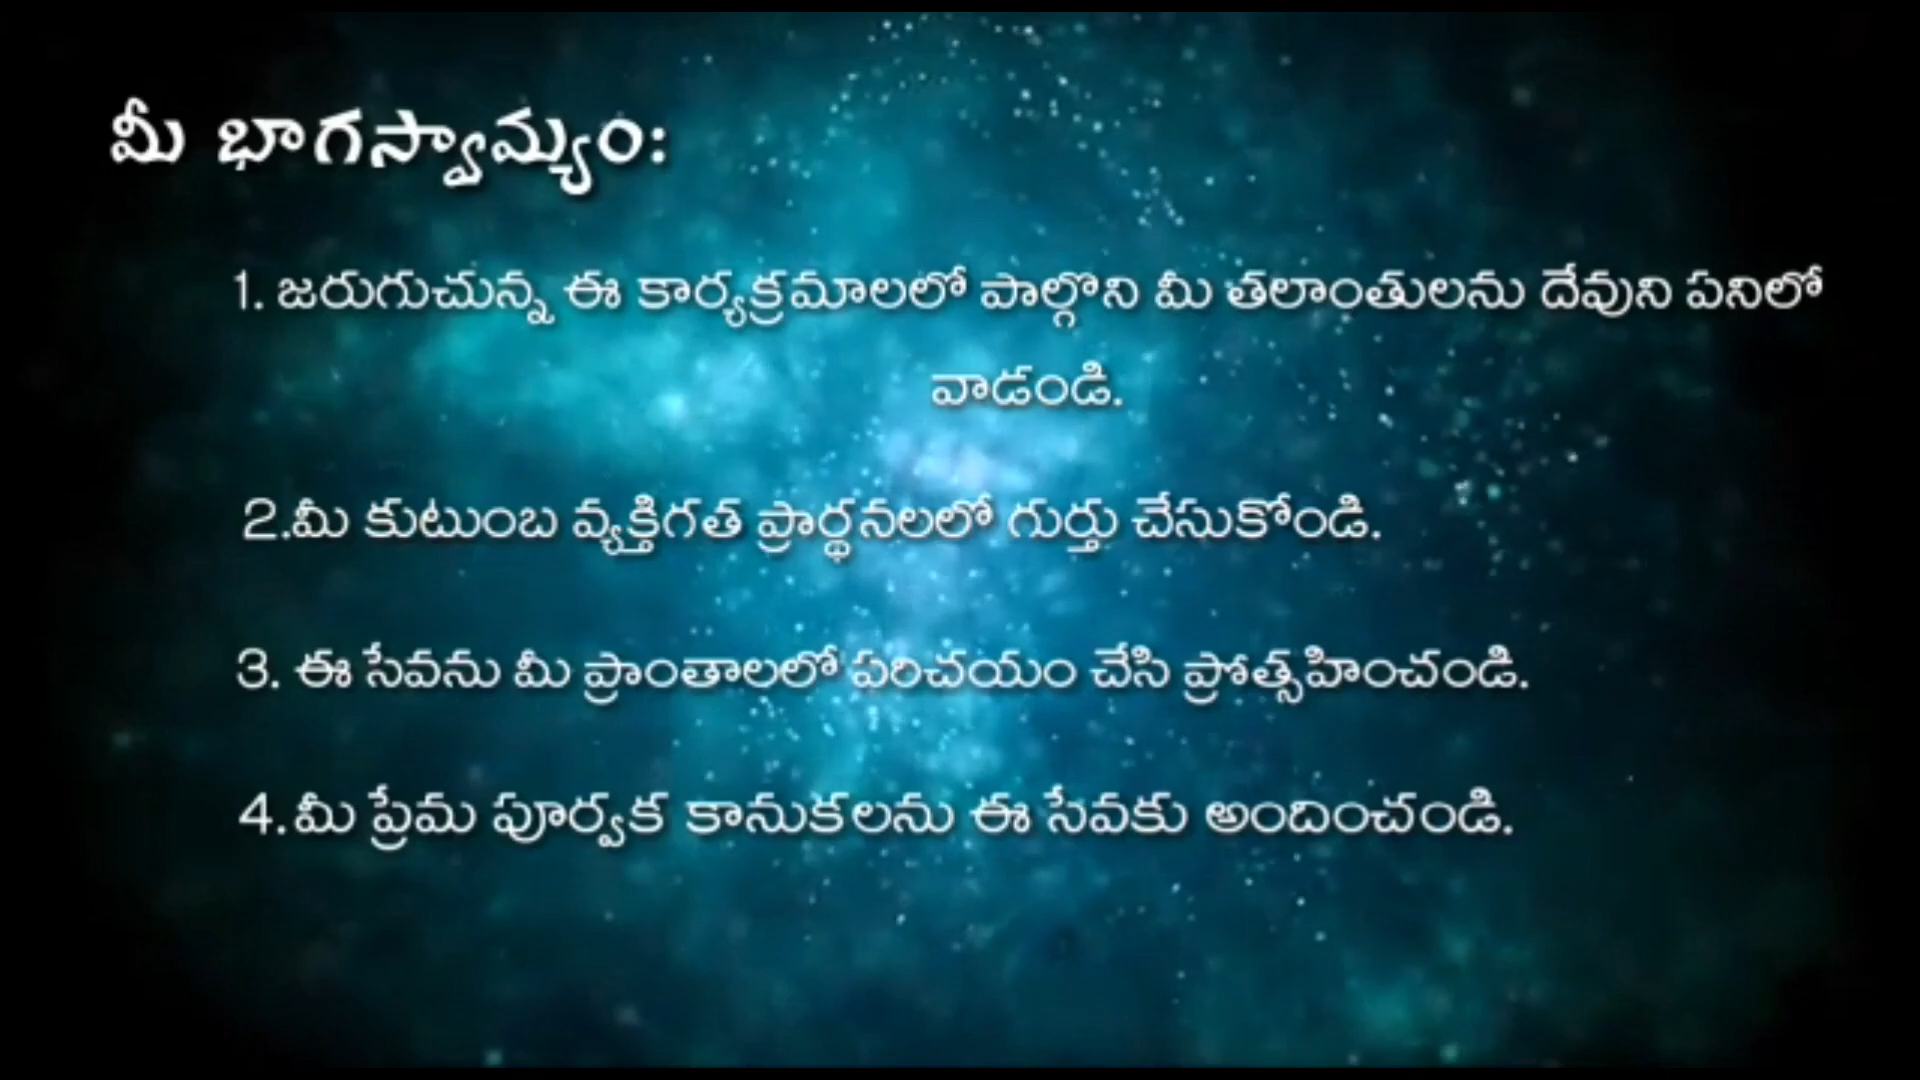 మీ భాగస్వామ్యం:
1. జరుగుచున్న ఈ కార్యక్రమాలలో పాల్గొని మీ తలాంతులను దేవుని పనిలో
వాడండి.
2.మీ కుటుంబ వ్యక్తిగత ప్రార్థనలలో గుర్తు చేసుకోండి.
3. ఈ సేవను మీ ప్రాంతాలలో పరిచయం చేసి ప్రోత్సహించండి.
4.మీ ప్రేమ పూర్వక కానుకలను ఈ సేవకు అందించండి.